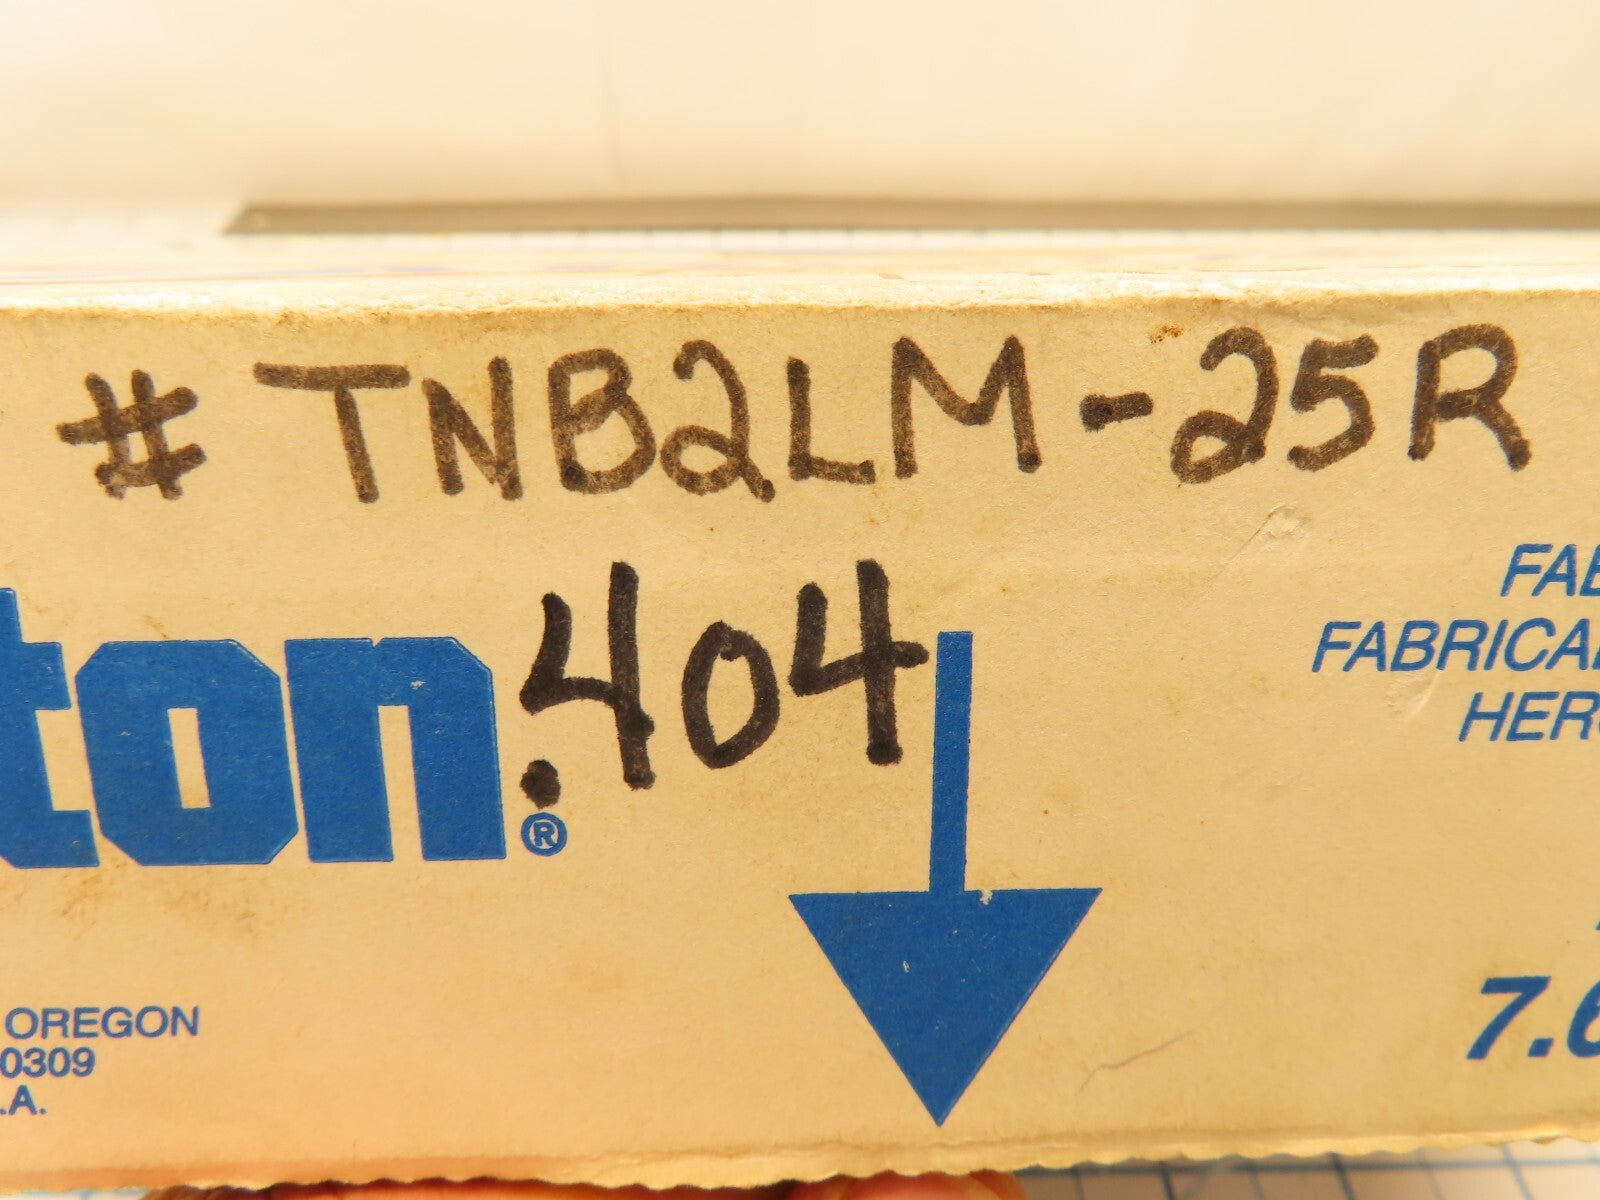 #TNB2LM-25R
.404
ton®
FAB
FABRICA
HER
7.6
OREGON
0309
.A.